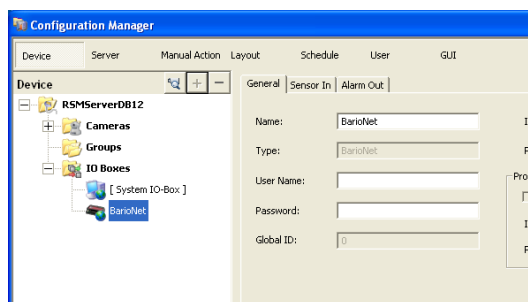 Configuration Manager
Device Server Manual Action Layout Schedule User GUI
Device
General Sensor In Alarm Out
RSMServerDB12
Cameras
Groups
IO Boxes
[ System IO-Box ]
BarioNet
Name: BarioNet
Type: BarioNet
User Name:
Password:
Global ID: 0
I
P
Pro
I
P